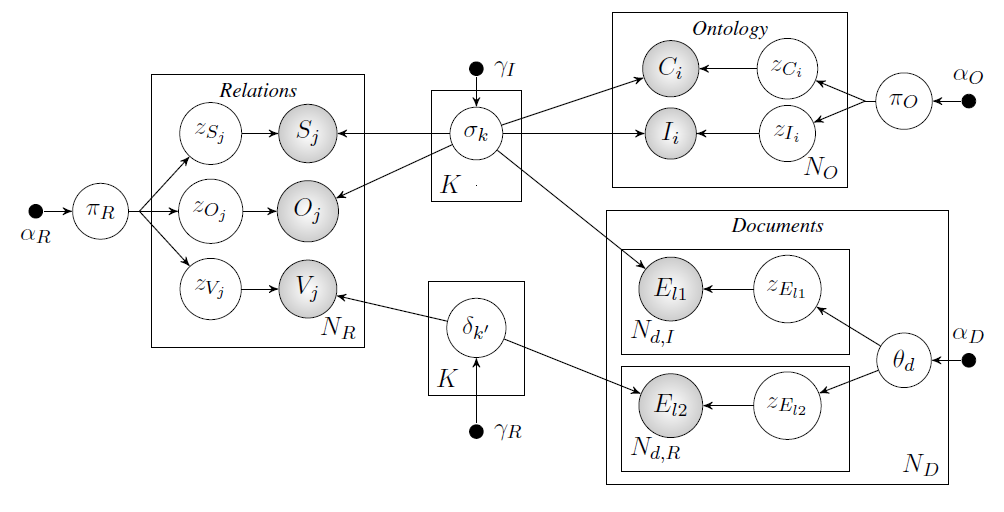 Ontology
C_i
z_{C_i}
α_O
γ_I
π_O
Relations
z_{S_j}
S_j
σ_k
I_i
z_{I_i}
N_O
K
π_R
z_{O_j}
O_j
α_R
Documents
z_{V_j}
V_j
E_{l1}
z_{E_{l1}}
N_R
δ_{k'}
N_{d,I}
α_D
θ_d
K
E_{l2}
z_{E_{l2}}
γ_R
N_{d,R}
N_D